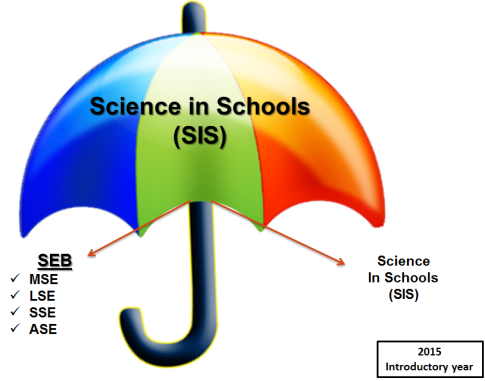 Science in Schools
(SIS)
SEB
✓ MSE
✓ LSE
✓ SSE
✓ ASE
Science
In Schools
(SIS)
2015
Introductory year